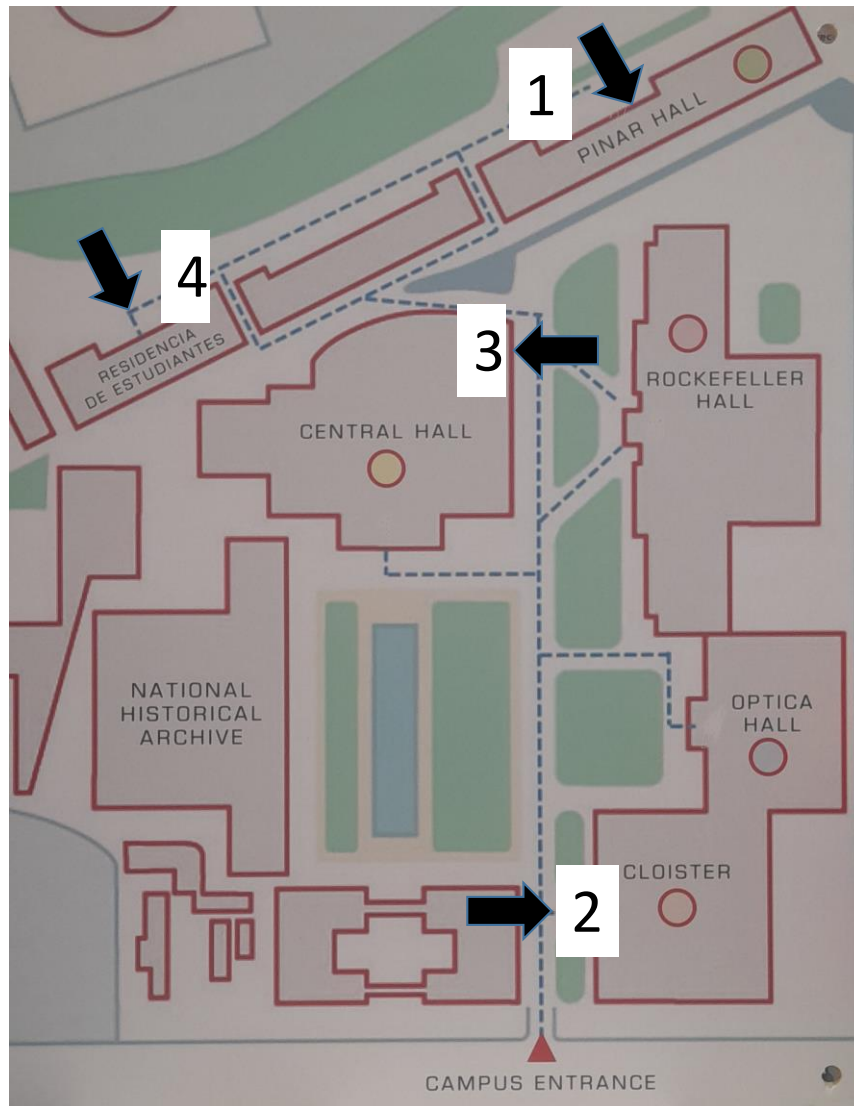 1
PINAR HALL
4
RESIDENCIA
DE ESTUDIANTES
3
ROCKEFELLER
HALL
CENTRAL HALL
NATIONAL
HISTORICAL
ARCHIVE
OPTICA
HALL
CLOISTER
2
CAMPUS ENTRANCE